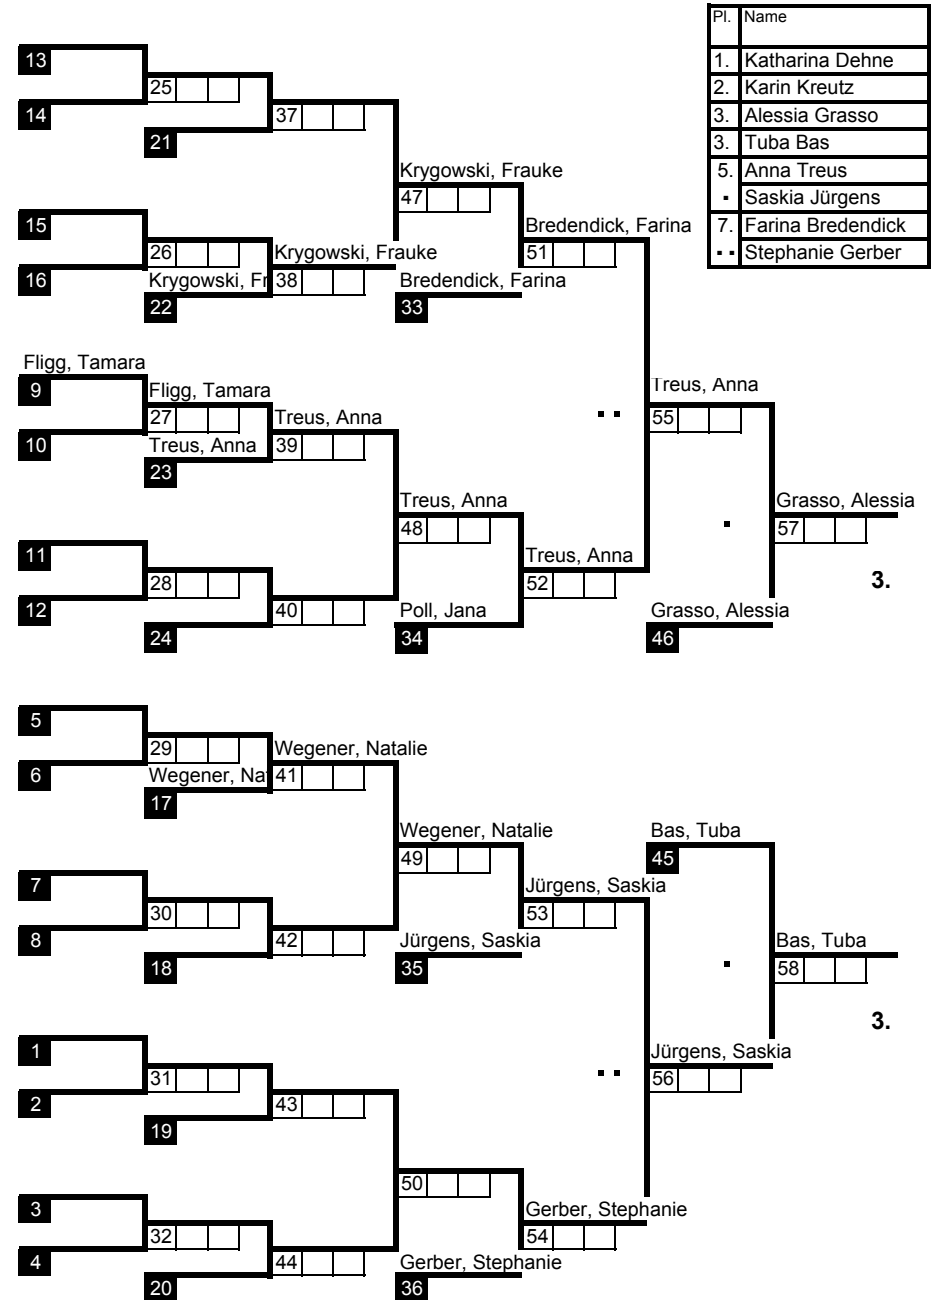 Pl. Name
1. Katharina Dehne
2. Karin Kreutz
3. Alessia Grasso
3. Tuba Bas
5. Anna Treus
▪ Saskia Jürgens
7. Farina Bredendick
▪ ▪ Stephanie Gerber
13
25
14
37
21
Krygowski, Frauke
47
15
Bredendick, Farina
26
Krygowski, Frauke
51
16
Krygowski, Fr
38
Bredendick, Farina
22
33
Fligg, Tamara
9
Fligg, Tamara
Treus, Anna
27
Treus, Anna
▪ ▪
55
10
Treus, Anna
39
23
Treus, Anna
Grasso, Alessia
48
▪
57
11
Treus, Anna
28
52
3.
12
40
Poll, Jana
Grasso, Alessia
24
34
46
5
29
Wegener, Natalie
6
Wegener, Nat
41
17
Wegener, Natalie
Bas, Tuba
49
45
7
Jürgens, Saskia
30
53
8
42
Jürgens, Saskia
Bas, Tuba
18
35
▪
58
3.
1
Jürgens, Saskia
31
▪ ▪
56
2
43
19
50
3
Gerber, Stephanie
32
54
4
44
Gerber, Stephanie
20
36